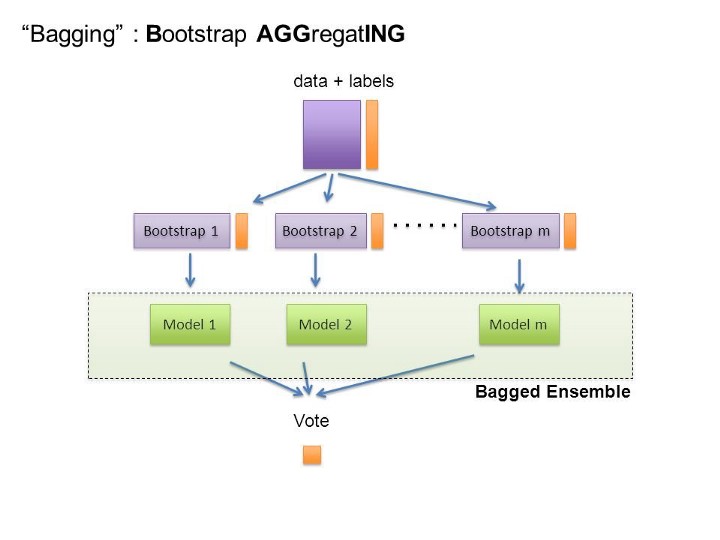 “Bagging” : Bootstrap AGGregatING
data + labels
Bootstrap 1
Bootstrap 2
......
Bootstrap m
Model 1
Model 2
Model m
Bagged Ensemble
Vote